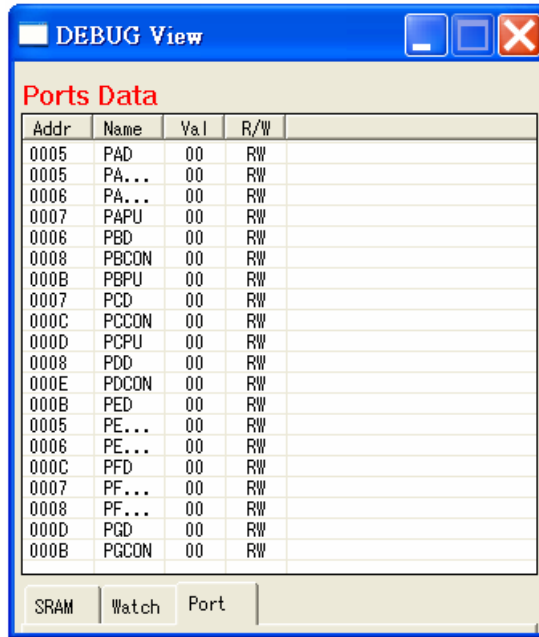 DEBUG View
Ports Data
Addr Name Val R/W
0005 PAD 00 RW
0005 PA... 00 RW
0006 PA... 00 RW
0007 PAPU 00 RW
0006 PBD 00 RW
0008 PBCON 00 RW
000B PBPU 00 RW
0007 PCD 00 RW
000C PCCON 00 RW
000D PCPU 00 RW
0008 PDD 00 RW
000E PDCON 00 RW
000B PED 00 RW
0005 PE... 00 RW
0006 PE... 00 RW
000C PFD 00 RW
0007 PF... 00 RW
0008 PF... 00 RW
000D PGD 00 RW
000B PGCON 00 RW
SRAM Watch Port